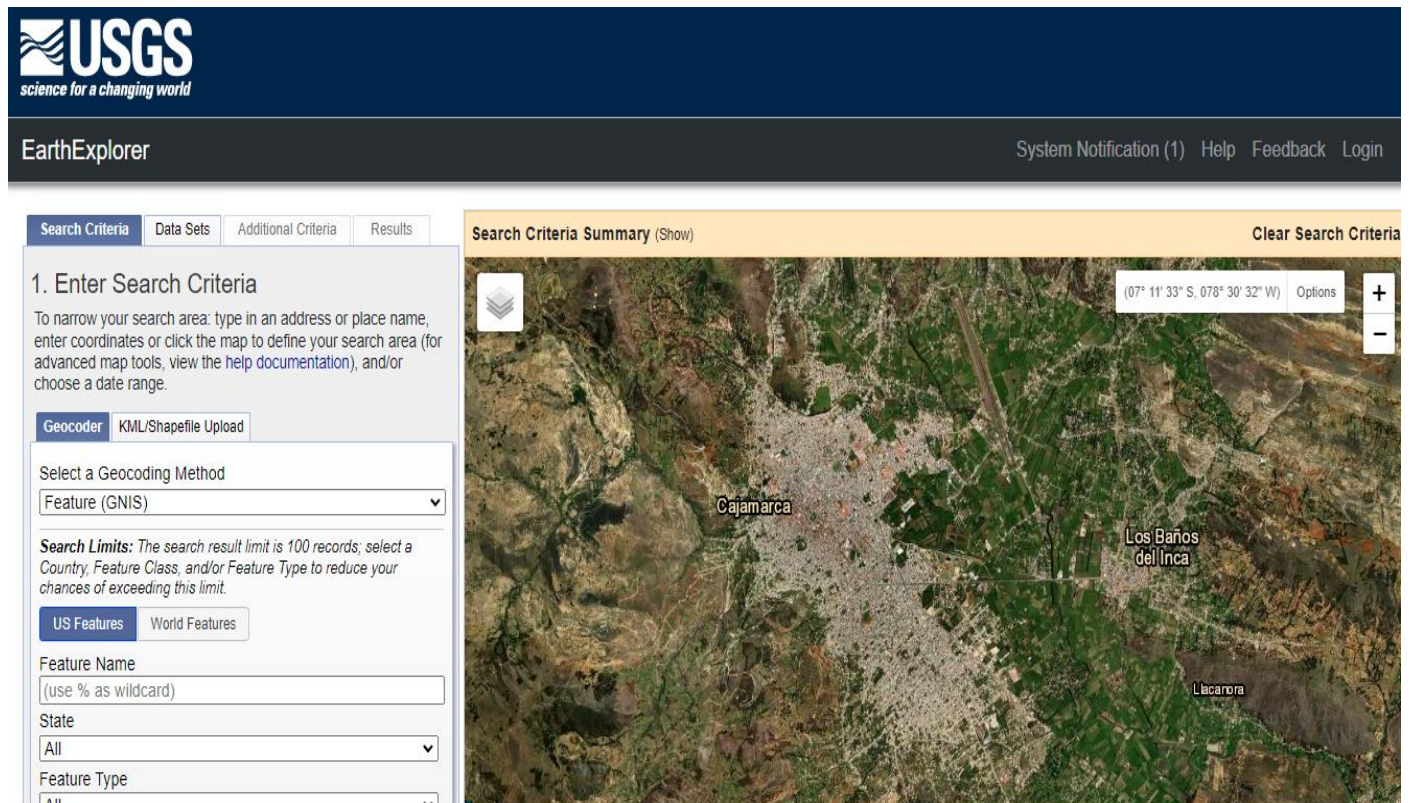 USGS
science for a changing world
EarthExplorer
System Notification (1) Help Feedback Login
Search Criteria Data Sets Additional Criteria Results
1. Enter Search Criteria
To narrow your search area: type in an address or place name,
enter coordinates or click the map to define your search area (for
advanced map tools, view the help documentation), and/or
choose a date range.
Geocoder KML/Shapefile Upload
Select a Geocoding Method
Feature (GNIS)
Search Limits: The search result limit is 100 records; select a
Country, Feature Class, and/or Feature Type to reduce your
chances of exceeding this limit.
US Features World Features
Feature Name
(use % as wildcard)
State
All
Feature Type
All
Search Criteria Summary (Show)
Clear Search Criteria
(07° 11' 33" S, 078° 30' 32" W) Options
+
−
Cajamarca
Los Baños
del Inca
Llacanora